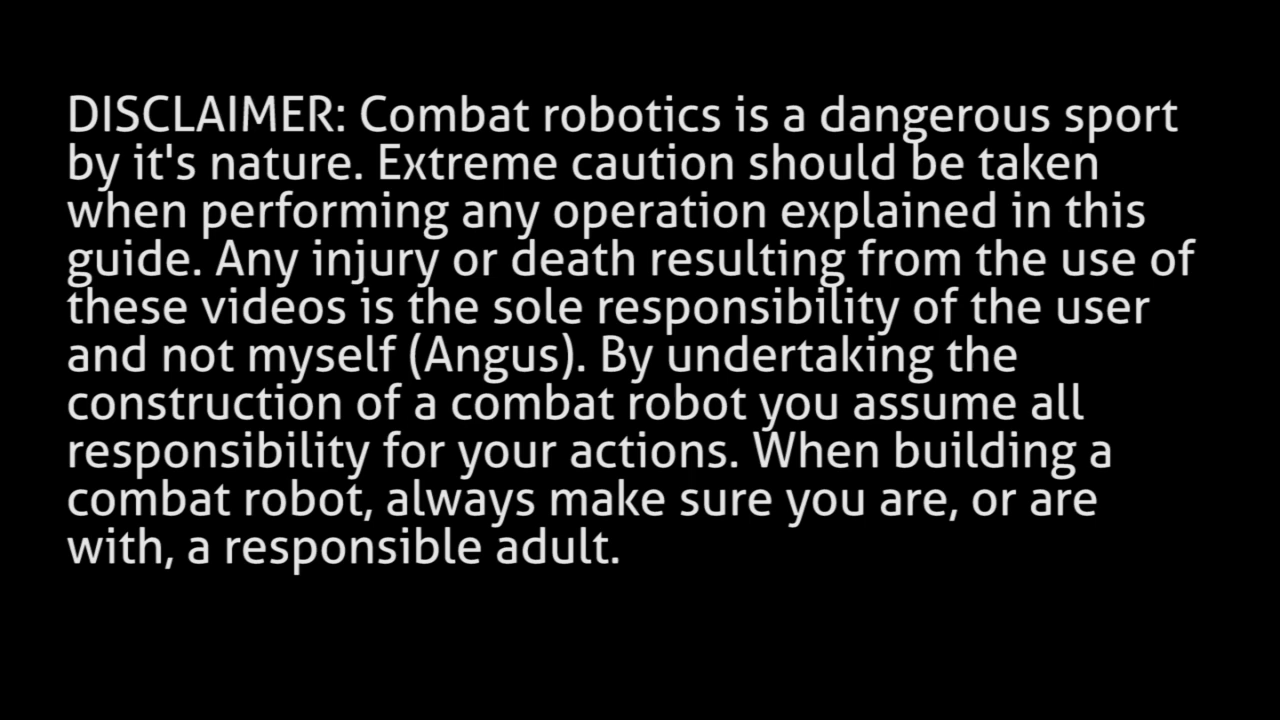 DISCLAIMER: Combat robotics is a dangerous sport
by it's nature. Extreme caution should be taken
when performing any operation explained in this
guide. Any injury or death resulting from the use of
these videos is the sole responsibility of the user
and not myself (Angus). By undertaking the
construction of a combat robot you assume all
responsibility for your actions. When building a
combat robot, always make sure you are, or are
with, a responsible adult.